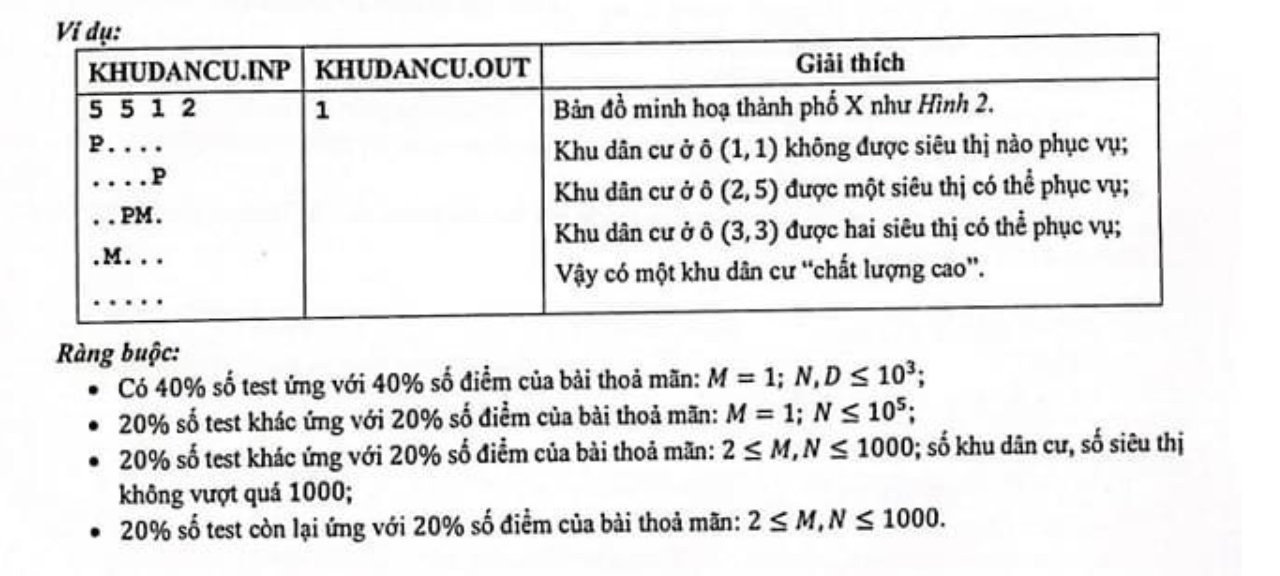 Ví dụ:
KHUDANCU.INP KHUDANCU.OUT Giải thích
5 5 1 2 1 Bản đồ minh hoạ thành phố X như Hình 2.
P.... Khu dân cư ở ô (1, 1) không được siêu thị nào phục vụ;
....P Khu dân cư ở ô (2, 5) được một siêu thị có thể phục vụ;
..PM. Khu dân cư ở ô (3, 3) được hai siêu thị có thể phục vụ;
.M... Vậy có một khu dân cư “chất lượng cao”.
.....
Ràng buộc:
• Có 40% số test ứng với 40% số điểm của bài thoả mãn: M = 1; N, D ≤ 10³;
• 20% số test khác ứng với 20% số điểm của bài thoả mãn: M = 1; N ≤ 10⁵;
• 20% số test khác ứng với 20% số điểm của bài thoả mãn: 2 ≤ M, N ≤ 1000; số khu dân cư, số siêu thị
không vượt quá 1000;
• 20% số test còn lại ứng với 20% số điểm của bài thoả mãn: 2 ≤ M, N ≤ 1000.